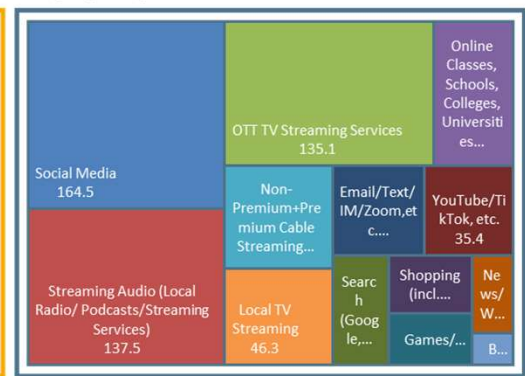 Social Media
164.5
Streaming Audio (Local
Radio/ Podcasts/Streaming
Services)
137.5
OTT TV Streaming Services
135.1
Online
Classes,
Schools,
Colleges,
Universiti
es...
Non-
Premium+Pre
mium Cable
Streaming...
Email/Text/
IM/Zoom,et
c....
YouTube/Ti
kTok, etc.
35.4
Local TV
Streaming
46.3
Searc
h
(Goog
le,...
Shopping
(incl....
Ne
ws/
W...
Games/...
B...